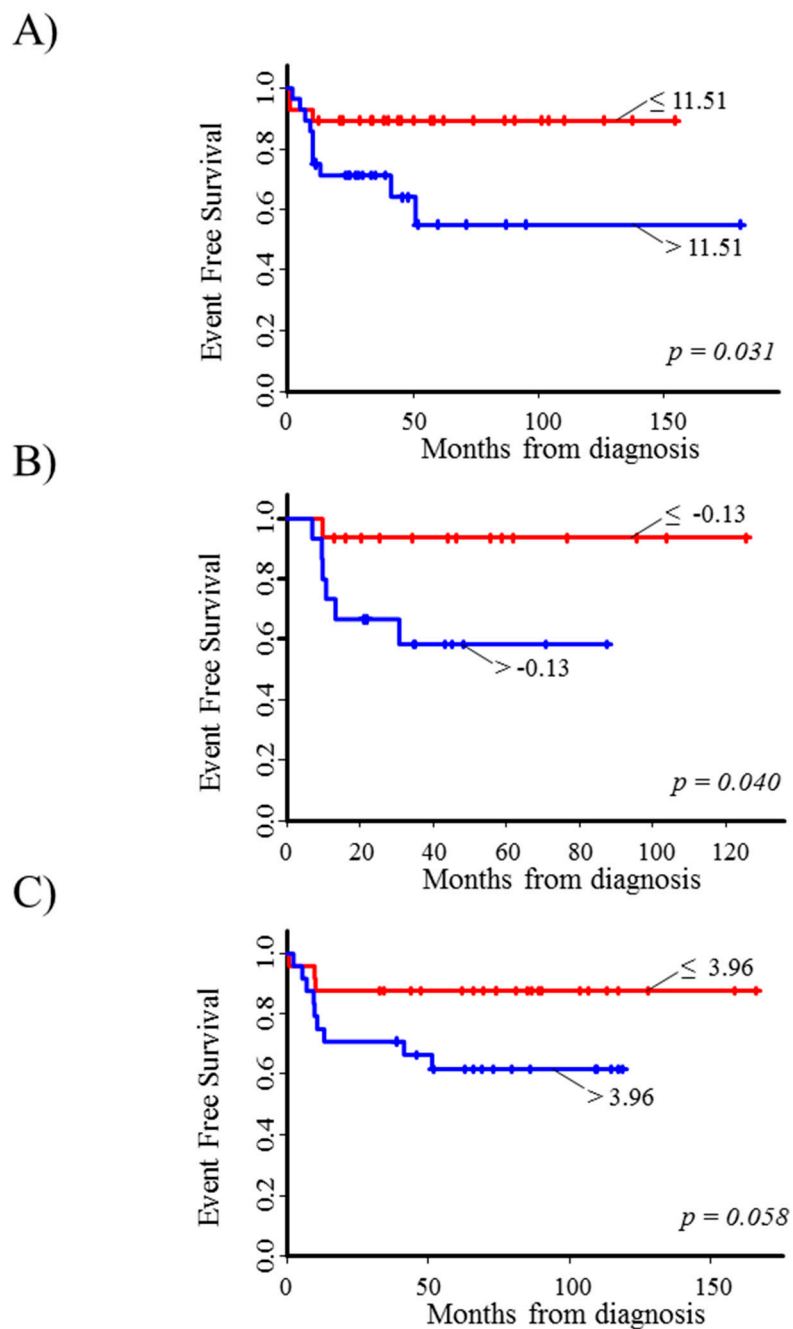 A)
Event Free Survival
1.0
0.8
0.6
0.4
0.2
0.0
≤ 11.51
> 11.51
p = 0.031
0 50 100 150
Months from diagnosis
B)
Event Free Survival
1.0
0.8
0.6
0.4
0.2
0.0
≤ -0.13
> -0.13
p = 0.040
0 20 40 60 80 100 120
Months from diagnosis
C)
Event Free Survival
1.0
0.8
0.6
0.4
0.2
0.0
≤ 3.96
> 3.96
p = 0.058
0 50 100 150
Months from diagnosis